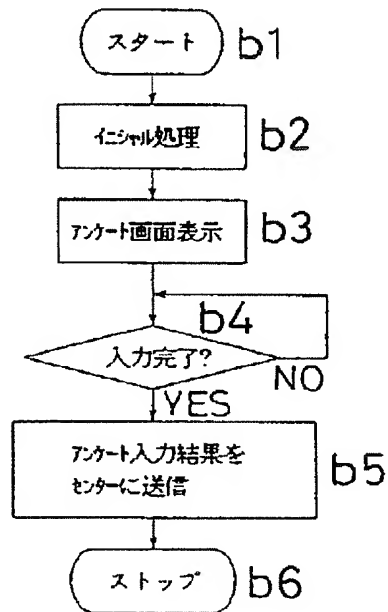 スタート b1
イニシャル処理 b2
アンケート画面表示 b3
b4
入力完了?
NO
YES
アンケート入力結果を
センターに送信
b5
ストップ b6